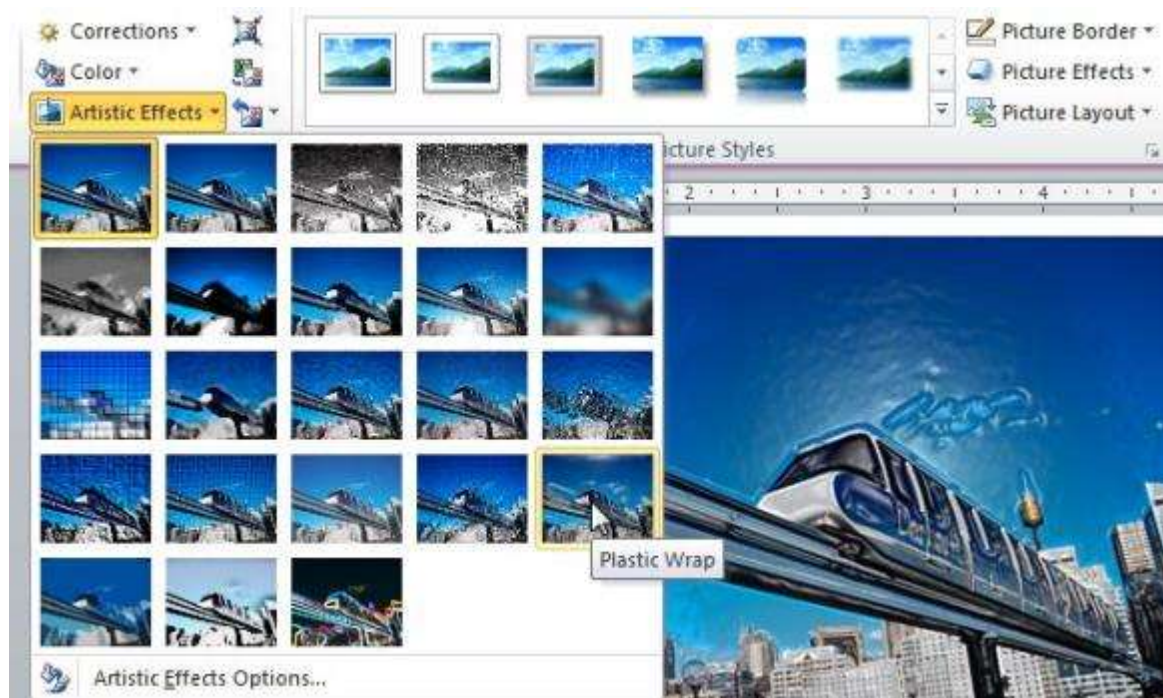 Corrections
Color
Artistic Effects
Picture Border
Picture Effects
Picture Layout
icture Styles
2 3 4
Plastic Wrap
Artistic Effects Options...